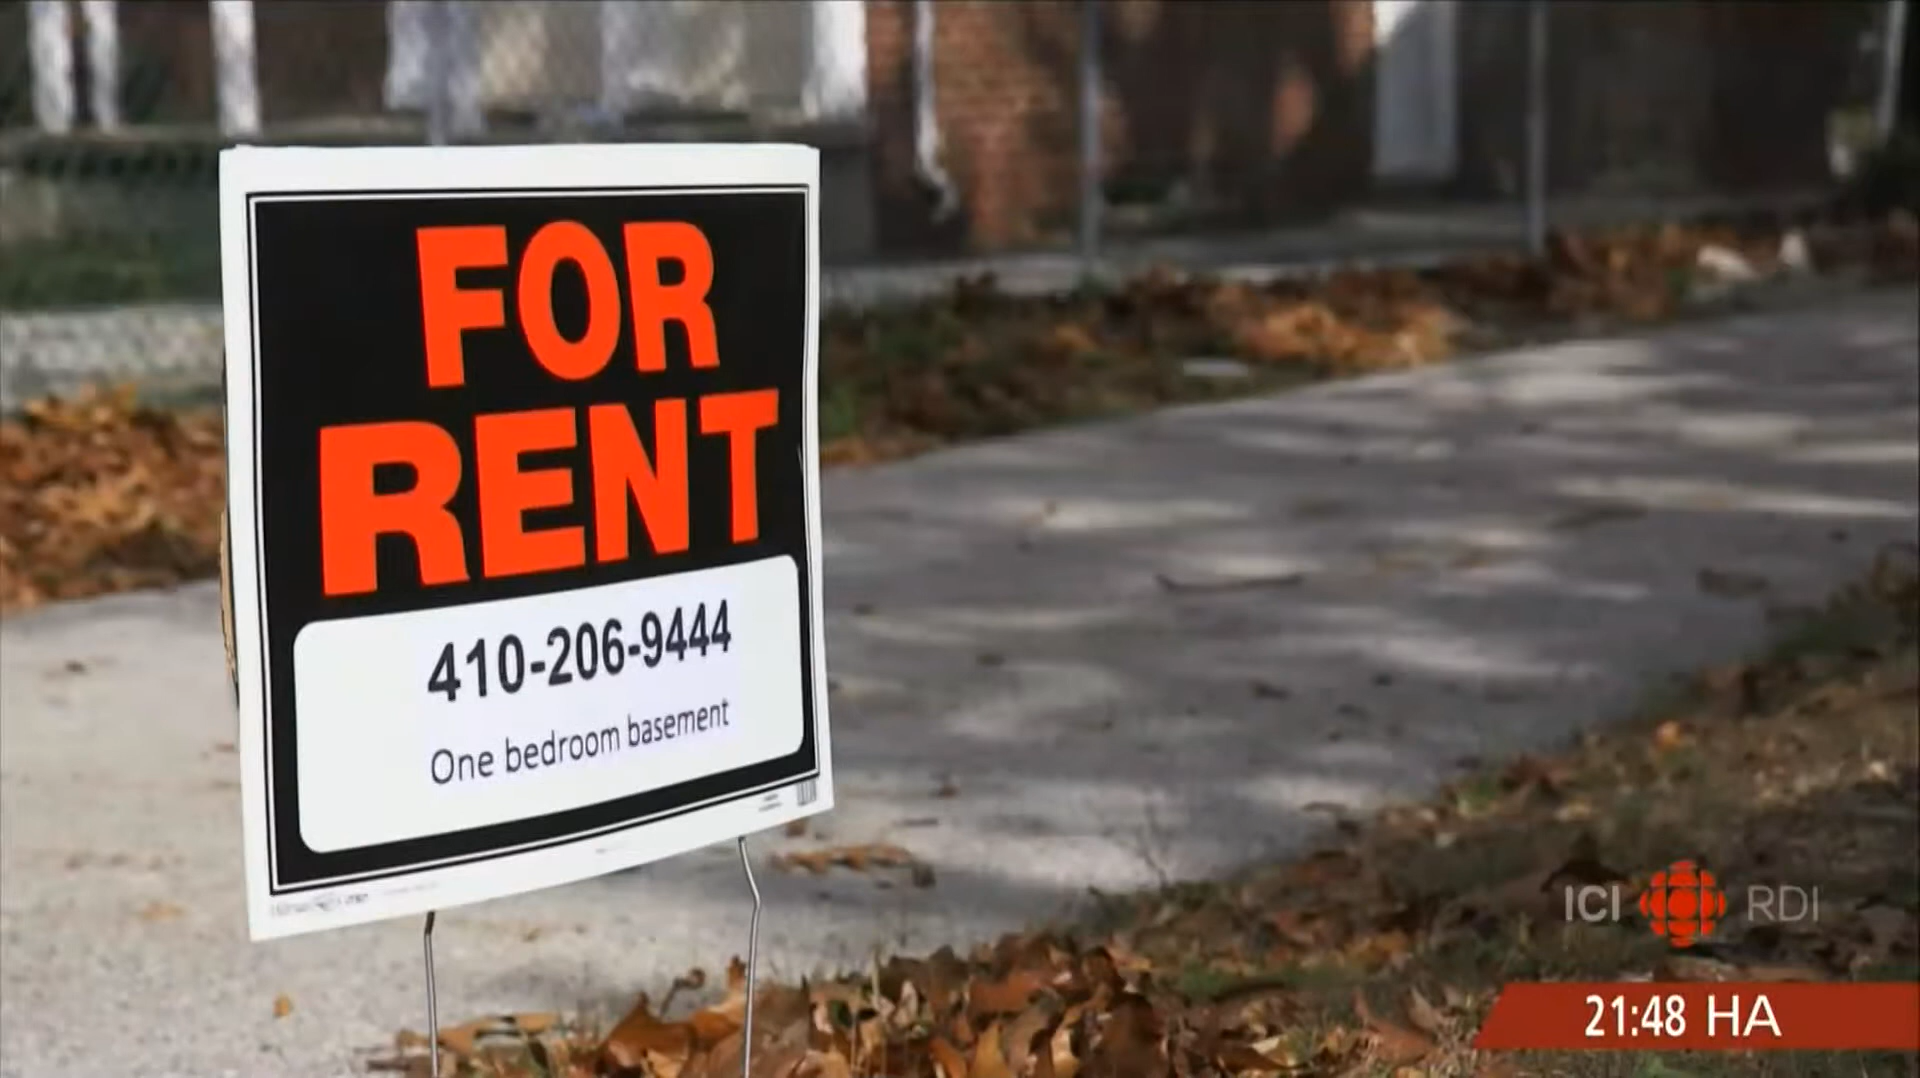 FOR
RENT
410-206-9444
One bedroom basement
ICI RDI
21:48 HA